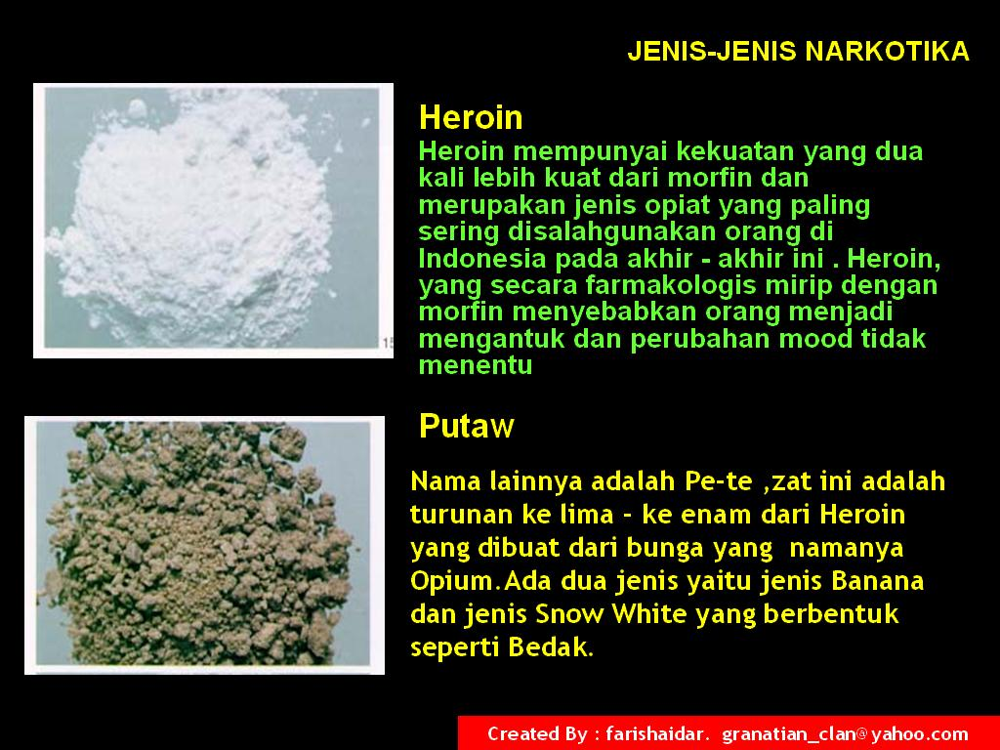 JENIS-JENIS NARKOTIKA
Heroin
Heroin mempunyai kekuatan yang dua
kali lebih kuat dari morfin dan
merupakan jenis opiat yang paling
sering disalahgunakan orang di
Indonesia pada akhir - akhir ini . Heroin,
yang secara farmakologis mirip dengan
morfin menyebabkan orang menjadi
mengantuk dan perubahan mood tidak
menentu
15
Putaw
Nama lainnya adalah Pe-te ,zat ini adalah
turunan ke lima - ke enam dari Heroin
yang dibuat dari bunga yang  namanya
Opium.Ada dua jenis yaitu jenis Banana
dan jenis Snow White yang berbentuk
seperti Bedak.
Created By : farishaidar.  granatian_clan@yahoo.com